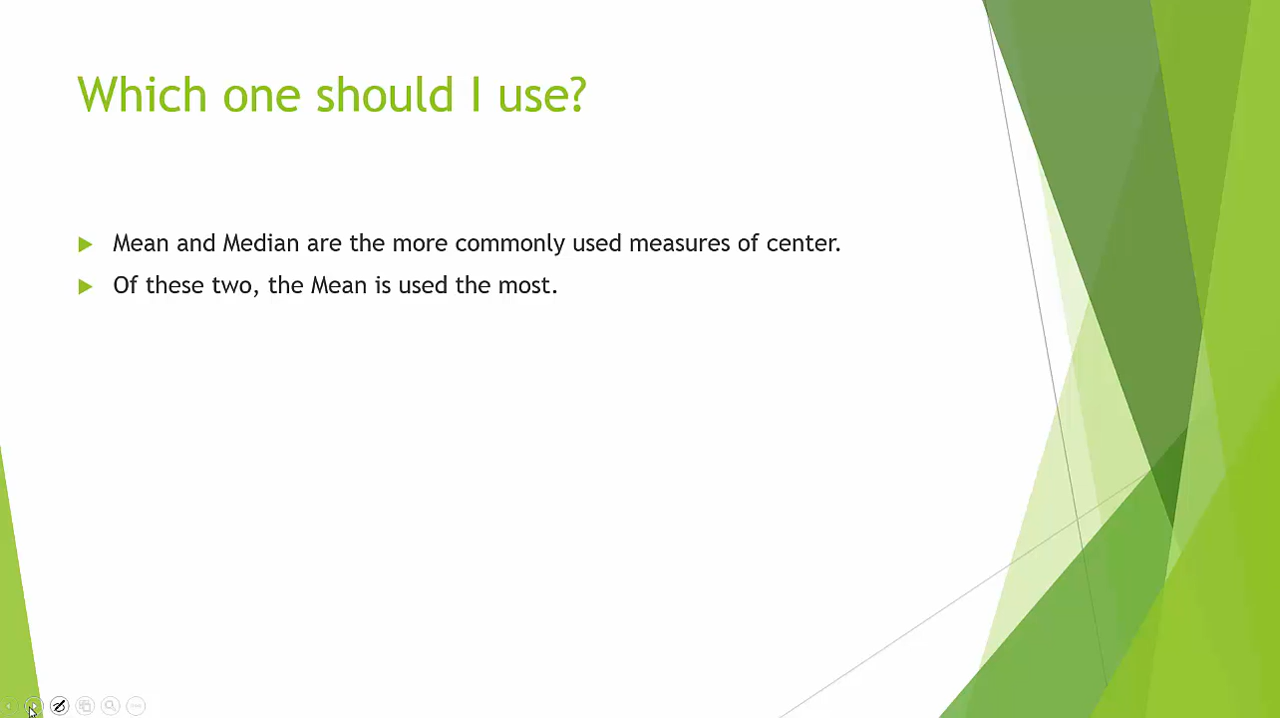 Which one should I use?
Mean and Median are the more commonly used measures of center.
Of these two, the Mean is used the most.